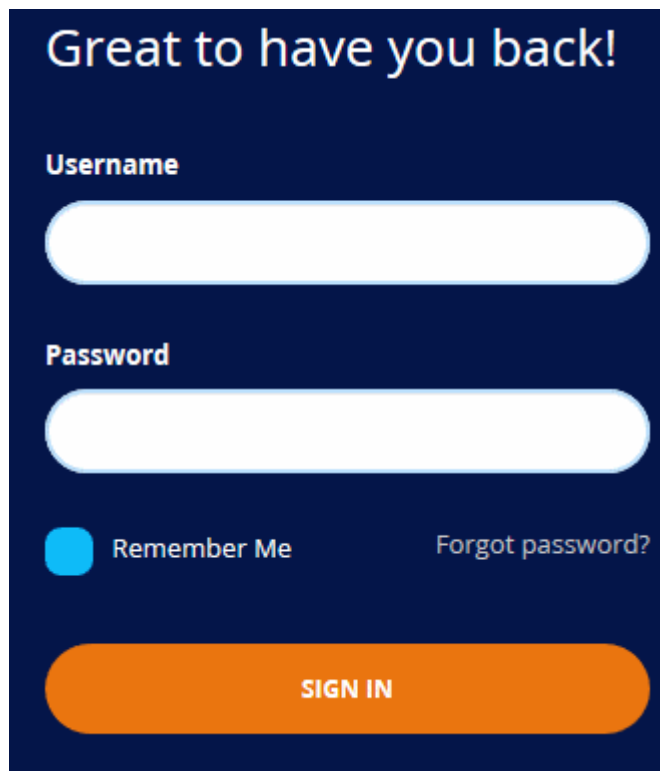 Great to have you back!
Username
Password
Remember Me Forgot password?
SIGN IN